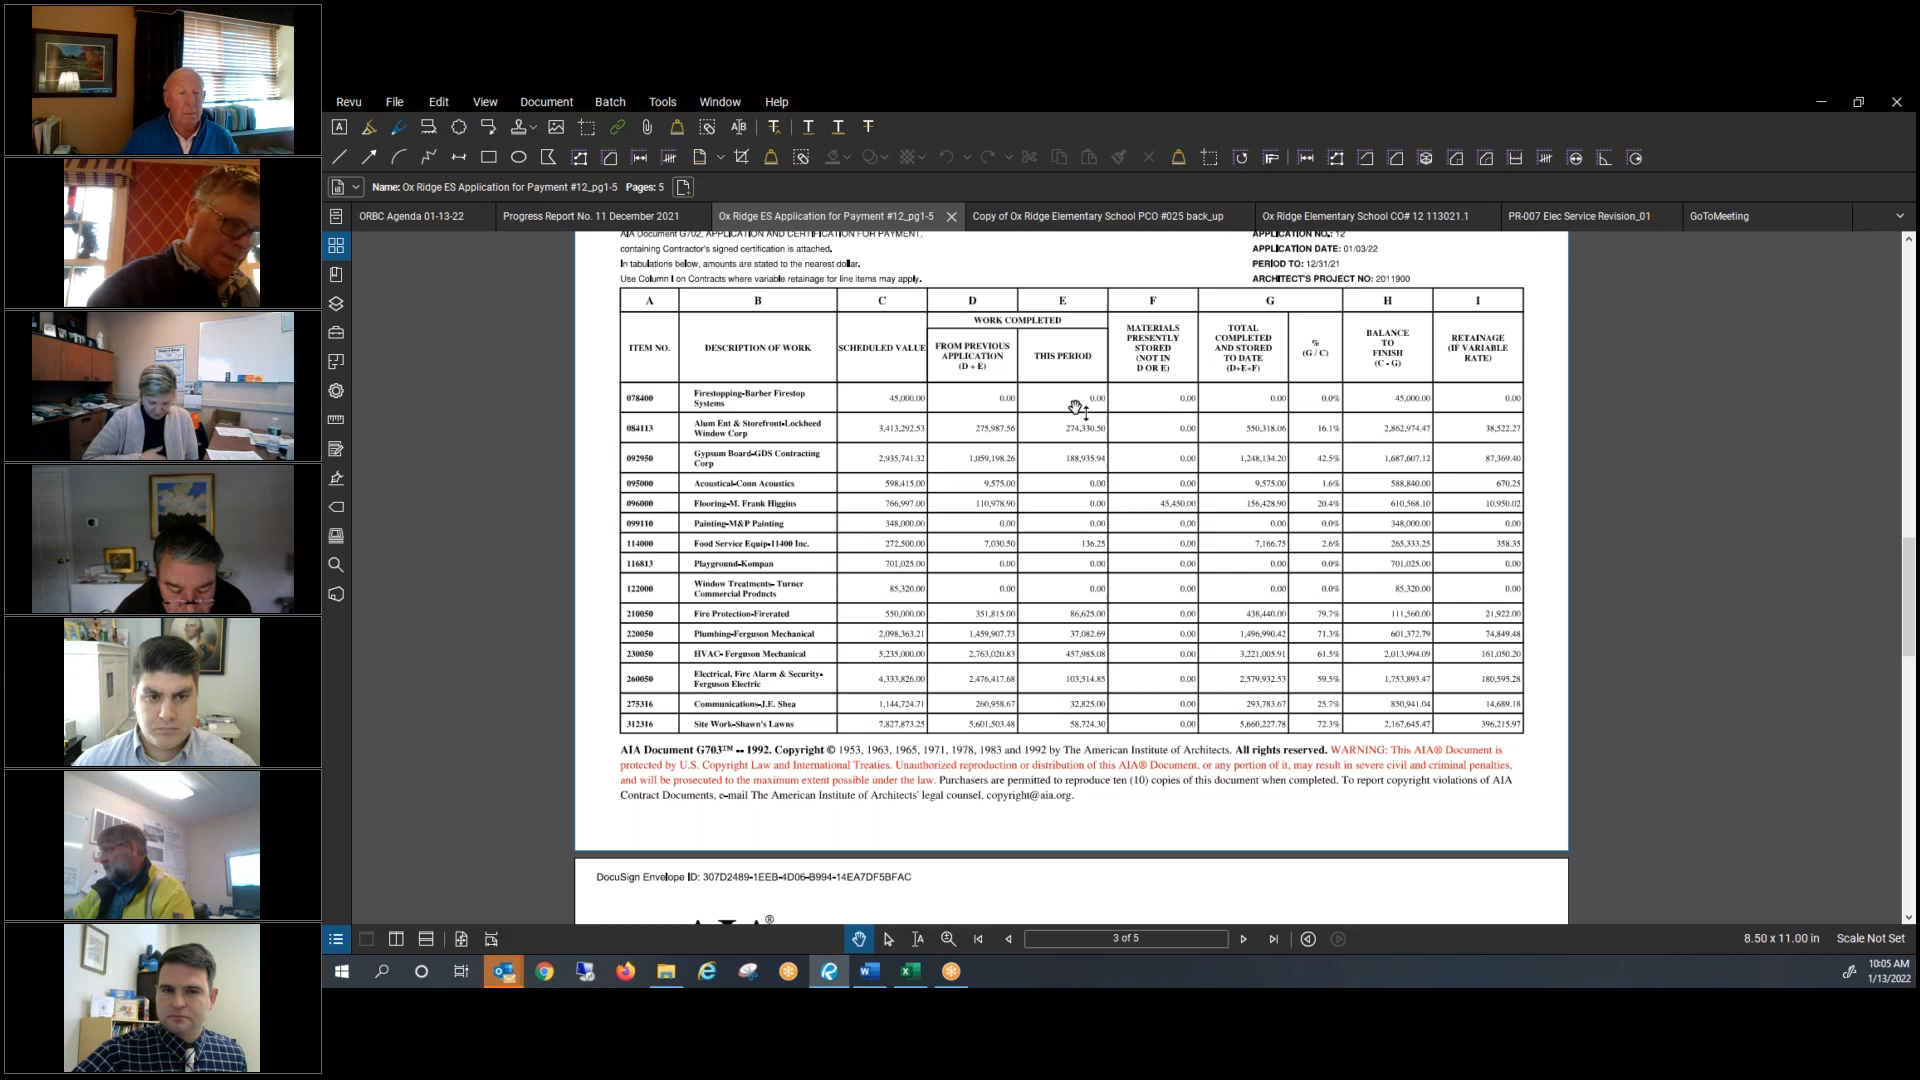 Revu File Edit View Document Batch Tools Window Help
Name: Ox Ridge ES Application for Payment #12_pg1-5 Pages: 5
ORBC Agenda 01-13-22 Progress Report No. 11 December 2021 Ox Ridge ES Application for Payment #12_pg1-5 Copy of Ox Ridge Elementary School PCO #025 back_up Ox Ridge Elementary School CO# 12 113021.1 PR-007 Elec Service Revision_01 GoToMeeting
AIA Document G702, APPLICATION AND CERTIFICATION FOR PAYMENT, APPLICATION NO.: 12
containing Contractor's signed certification is attached. APPLICATION DATE: 01/03/22
In tabulations below, amounts are stated to the nearest dollar. PERIOD TO: 12/31/21
Use Column I on Contracts where variable retainage for line items may apply. ARCHITECT'S PROJECT NO: 2011900
A B C D E F G H I
WORK COMPLETED
ITEM NO. DESCRIPTION OF WORK SCHEDULED VALUE FROM PREVIOUS APPLICATION (D + E) THIS PERIOD MATERIALS PRESENTLY STORED (NOT IN D OR E) TOTAL COMPLETED AND STORED TO DATE (D+E+F) % (G / C) BALANCE TO FINISH (C - G) RETAINAGE (IF VARIABLE RATE)
078400 Firestopping-Barber Firestop Systems 45,000.00 0.00 0.00 0.00 0.00 0.0% 45,000.00 0.00
084113 Alum Ent & Storefront-Lockheed Window Corp 3,413,292.53 275,987.56 274,330.50 0.00 550,318.06 16.1% 2,862,974.47 38,522.27
092950 Gypsum Board-GDS Contracting Corp 2,935,741.32 1,059,198.26 188,935.94 0.00 1,248,134.20 42.5% 1,687,607.12 87,369.40
095000 Acoustical-Conn Acoustics 598,415.00 9,575.00 0.00 0.00 9,575.00 1.6% 588,840.00 670.25
096000 Flooring-M. Frank Higgins 766,997.00 110,978.90 0.00 45,450.00 156,428.90 20.4% 610,568.10 10,950.02
099110 Painting-M&P Painting 348,000.00 0.00 0.00 0.00 0.00 0.0% 348,000.00 0.00
114000 Food Service Equip-11400 Inc. 272,500.00 7,030.50 136.25 0.00 7,166.75 2.6% 265,333.25 358.35
116813 Playground-Kompan 701,025.00 0.00 0.00 0.00 0.00 0.0% 701,025.00 0.00
122000 Window Treatments- Turner Commercial Products 85,320.00 0.00 0.00 0.00 0.00 0.0% 85,320.00 0.00
210050 Fire Protection-Firerated 550,000.00 351,815.00 86,625.00 0.00 438,440.00 79.7% 111,560.00 21,922.00
220050 Plumbing-Ferguson Mechanical 2,098,363.21 1,459,907.73 37,082.69 0.00 1,496,990.42 71.3% 601,372.79 74,849.48
230050 HVAC- Ferguson Mechanical 5,235,000.00 2,763,020.83 457,985.08 0.00 3,221,005.91 61.5% 2,013,994.09 161,050.20
260050 Electrical, Fire Alarm & Security- Ferguson Electric 4,333,826.00 2,476,417.68 103,514.85 0.00 2,579,932.53 59.5% 1,753,893.47 180,595.28
275316 Communications-J.E. Shea 1,144,724.71 260,958.67 32,825.00 0.00 293,783.67 25.7% 850,941.04 14,689.18
312316 Site Work-Shawn's Lawns 7,827,873.25 5,601,503.48 58,724.30 0.00 5,660,227.78 72.3% 2,167,645.47 396,215.97
AIA Document G703™ -- 1992. Copyright © 1953, 1963, 1965, 1971, 1978, 1983 and 1992 by The American Institute of Architects. All rights reserved. WARNING: This AIA® Document is
protected by U.S. Copyright Law and International Treaties. Unauthorized reproduction or distribution of this AIA® Document, or any portion of it, may result in severe civil and criminal penalties,
and will be prosecuted to the maximum extent possible under the law. Purchasers are permitted to reproduce ten (10) copies of this document when completed. To report copyright violations of AIA
Contract Documents, e-mail The American Institute of Architects' legal counsel, copyright@aia.org.
DocuSign Envelope ID: 307D2489-1EEB-4D06-B994-14EA7DF5BFAC
3 of 5 8.50 x 11.00 in Scale Not Set
10:05 AM
1/13/2022